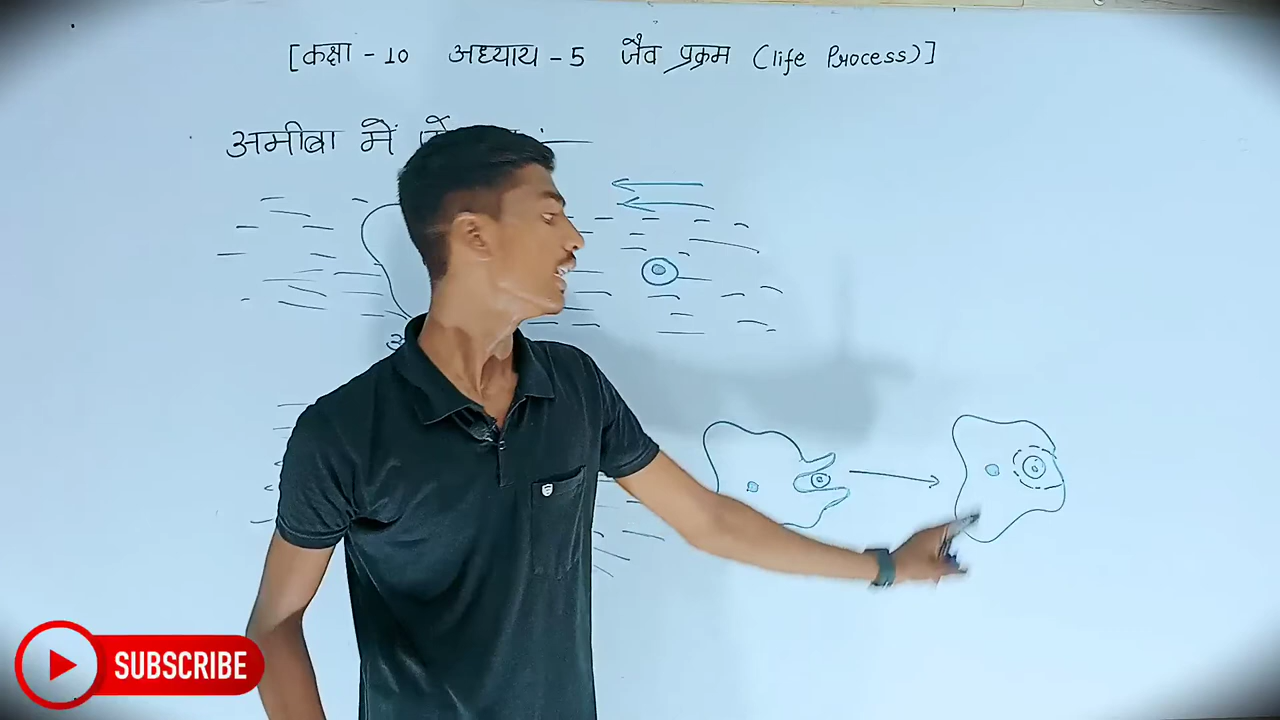 [कक्षा - 10 अध्याय - 5 जैव प्रक्रम (life Process)]
अमीबा में
SUBSCRIBE